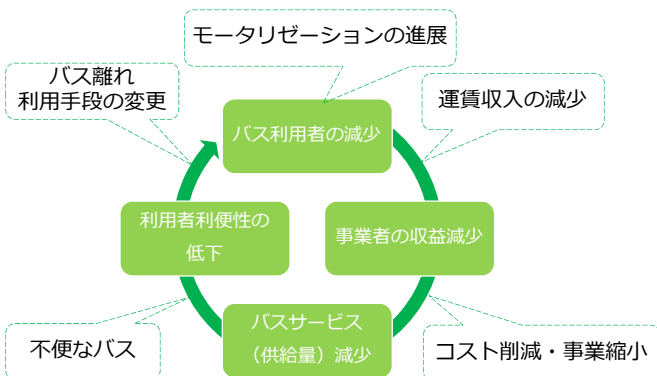 モータリゼーションの進展
バス離れ
利用手段の変更
運賃収入の減少
バス利用者の減少
利用者利便性の
低下
事業者の収益減少
バスサービス
（供給量）減少
不便なバス
コスト削減・事業縮小